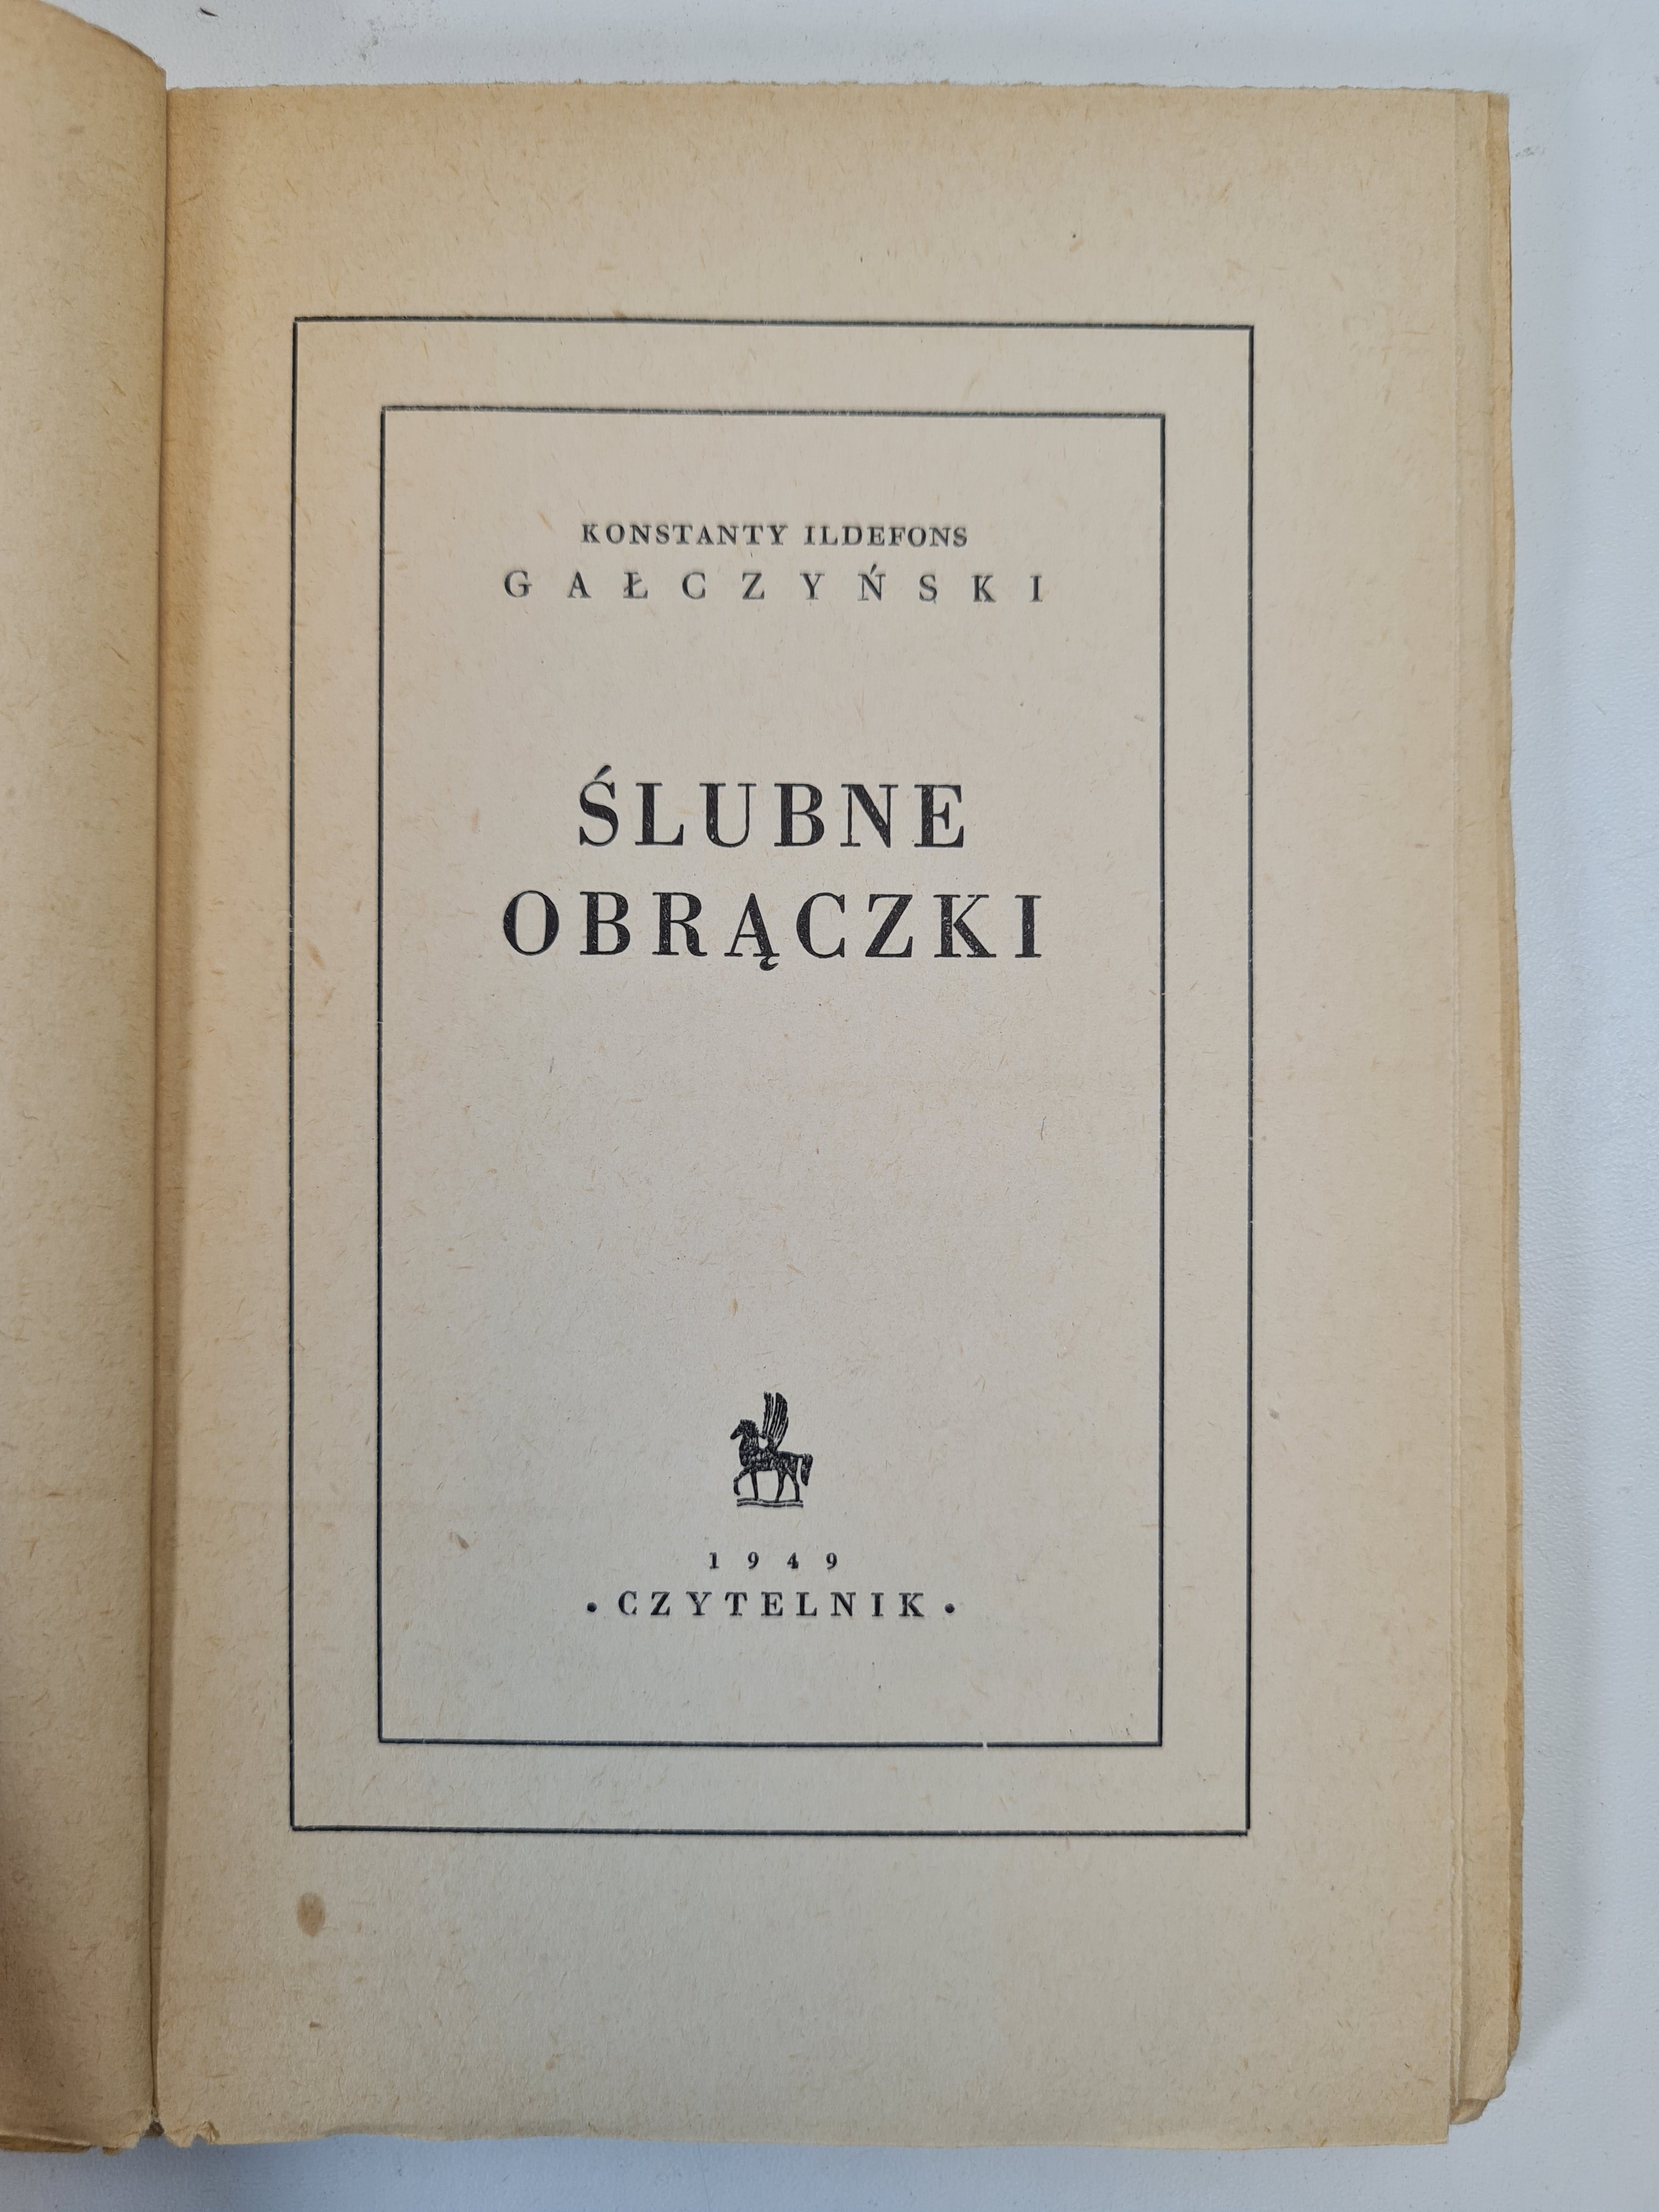 KONSTANTY ILDEFONS
GAŁCZYŃSKI
ŚLUBNE
OBRĄCZKI
1949
• CZYTELNIK •